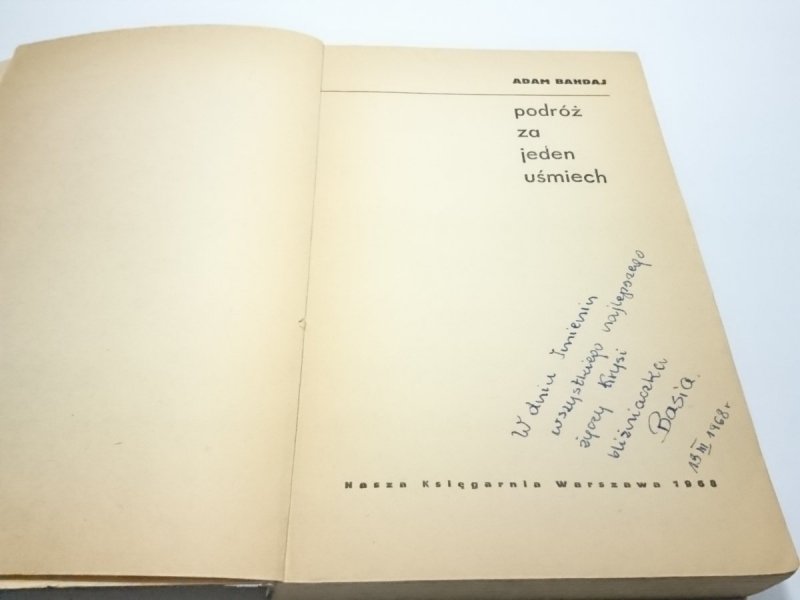 ADAM BAHDAJ
podróż
za
jeden
uśmiech
W dniu Imienin
wszystkiego najlepszego
życzy Krysi
bliźniaczka
Basia.
13 III 1968 r.
Nasza Księgarnia Warszawa 1968